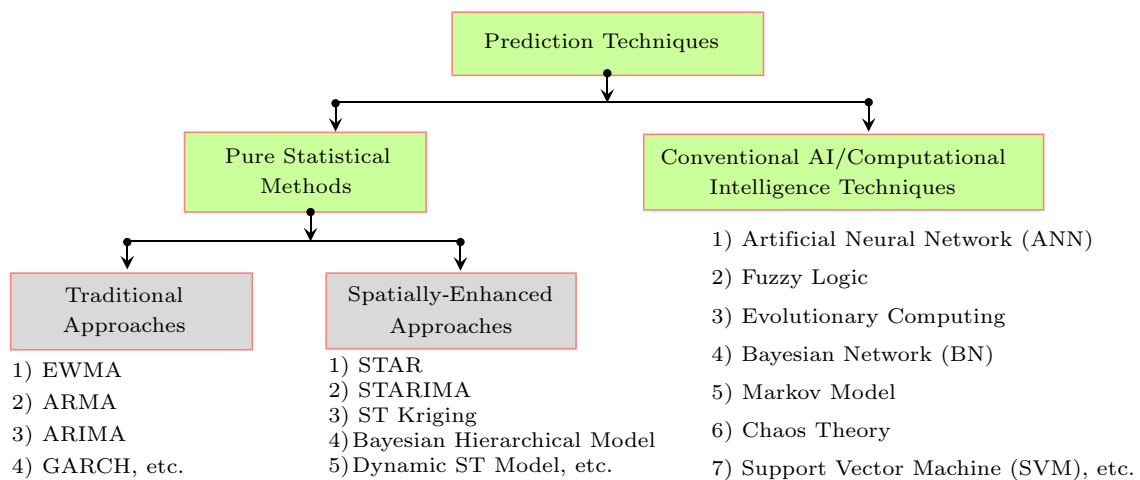 Prediction Techniques
Pure Statistical
Methods
Conventional AI/Computational
Intelligence Techniques
Traditional
Approaches
1) EWMA
2) ARMA
3) ARIMA
4) GARCH, etc.
Spatially-Enhanced
Approaches
1) STAR
2) STARIMA
3) ST Kriging
4)Bayesian Hierarchical Model
5)Dynamic ST Model, etc.
1) Artificial Neural Network (ANN)
2) Fuzzy Logic
3) Evolutionary Computing
4) Bayesian Network (BN)
5) Markov Model
6) Chaos Theory
7) Support Vector Machine (SVM), etc.